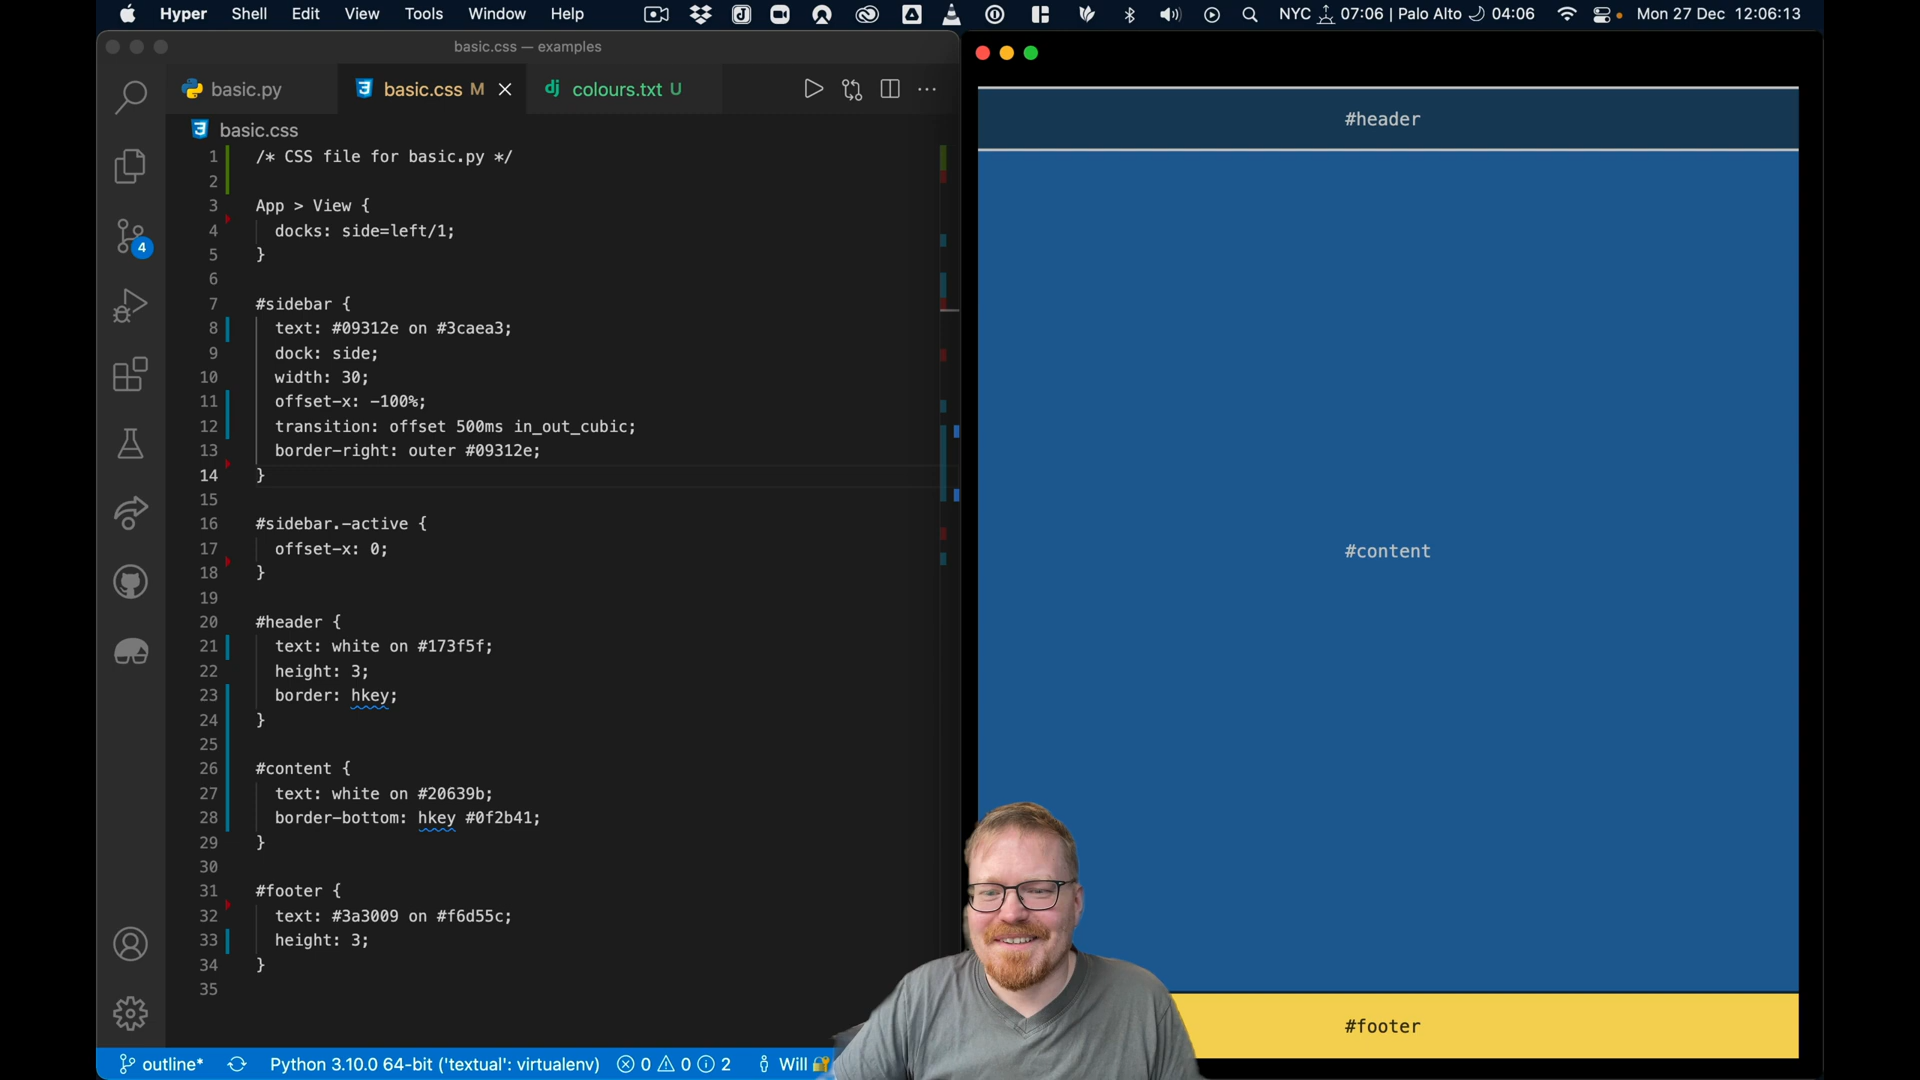 Hyper Shell Edit View Tools Window Help NYC 07:06 | Palo Alto 04:06 Mon 27 Dec 12:06:13
basic.css — examples
basic.py basic.css M colours.txt U
basic.css
1 /* CSS file for basic.py */
2
3 App > View {
4 docks: side=left/1;
5 }
6
7 #sidebar {
8 text: #09312e on #3caea3;
9 dock: side;
10 width: 30;
11 offset-x: -100%;
12 transition: offset 500ms in_out_cubic;
13 border-right: outer #09312e;
14 }
15
16 #sidebar.-active {
17 offset-x: 0;
18 }
19
20 #header {
21 text: white on #173f5f;
22 height: 3;
23 border: hkey;
24 }
25
26 #content {
27 text: white on #20639b;
28 border-bottom: hkey #0f2b41;
29 }
30
31 #footer {
32 text: #3a3009 on #f6d55c;
33 height: 3;
34 }
35
4
outline* Python 3.10.0 64-bit ('textual': virtualenv) 0 0 2 Will
#header
#content
#footer